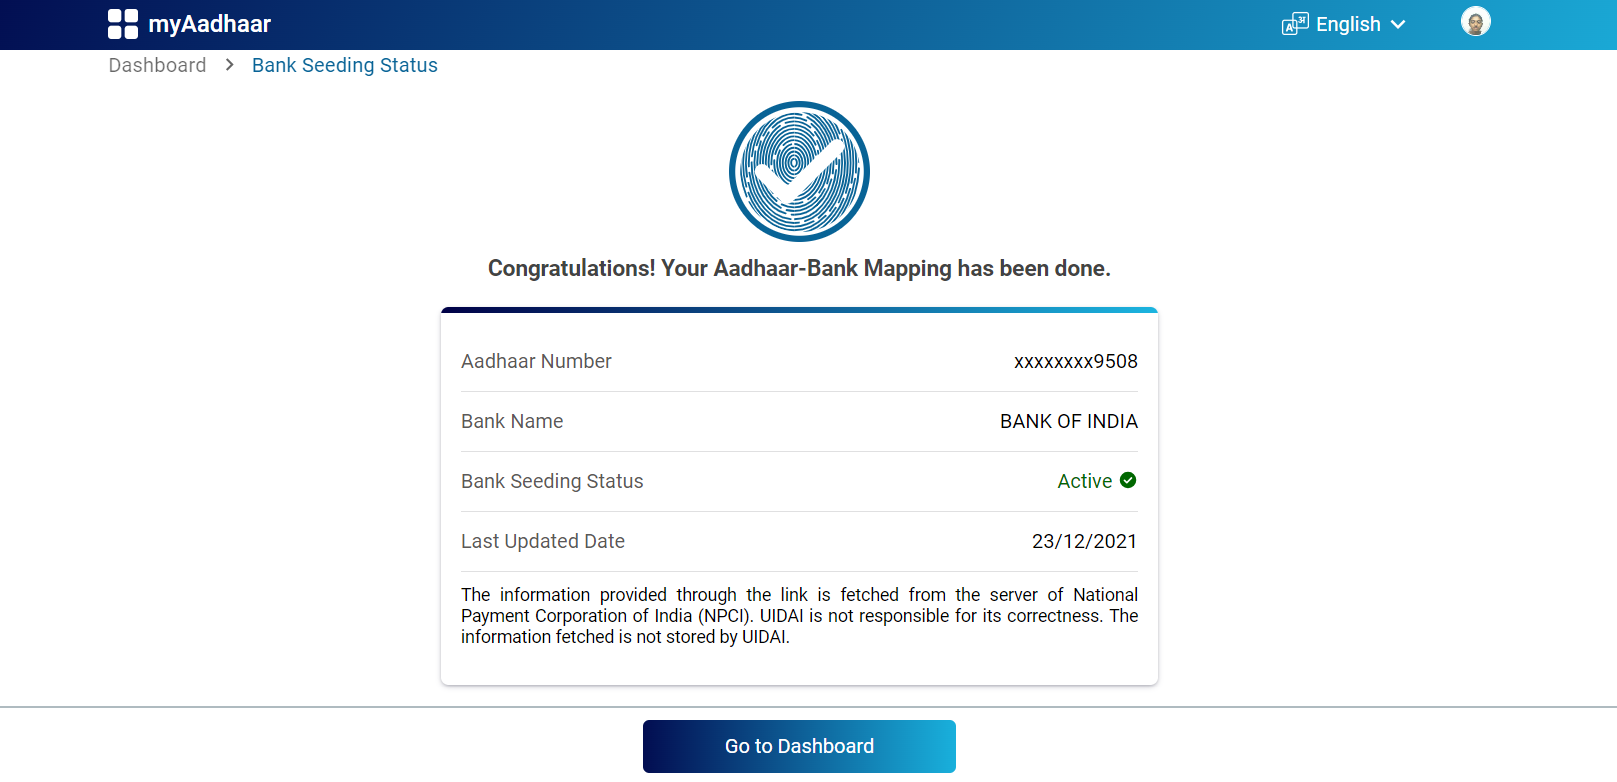 myAadhaar
English
Dashboard > Bank Seeding Status
Congratulations! Your Aadhaar-Bank Mapping has been done.
Aadhaar Number xxxxxxxx9508
Bank Name BANK OF INDIA
Bank Seeding Status Active
Last Updated Date 23/12/2021
The information provided through the link is fetched from the server of National
Payment Corporation of India (NPCI). UIDAI is not responsible for its correctness. The
information fetched is not stored by UIDAI.
Go to Dashboard